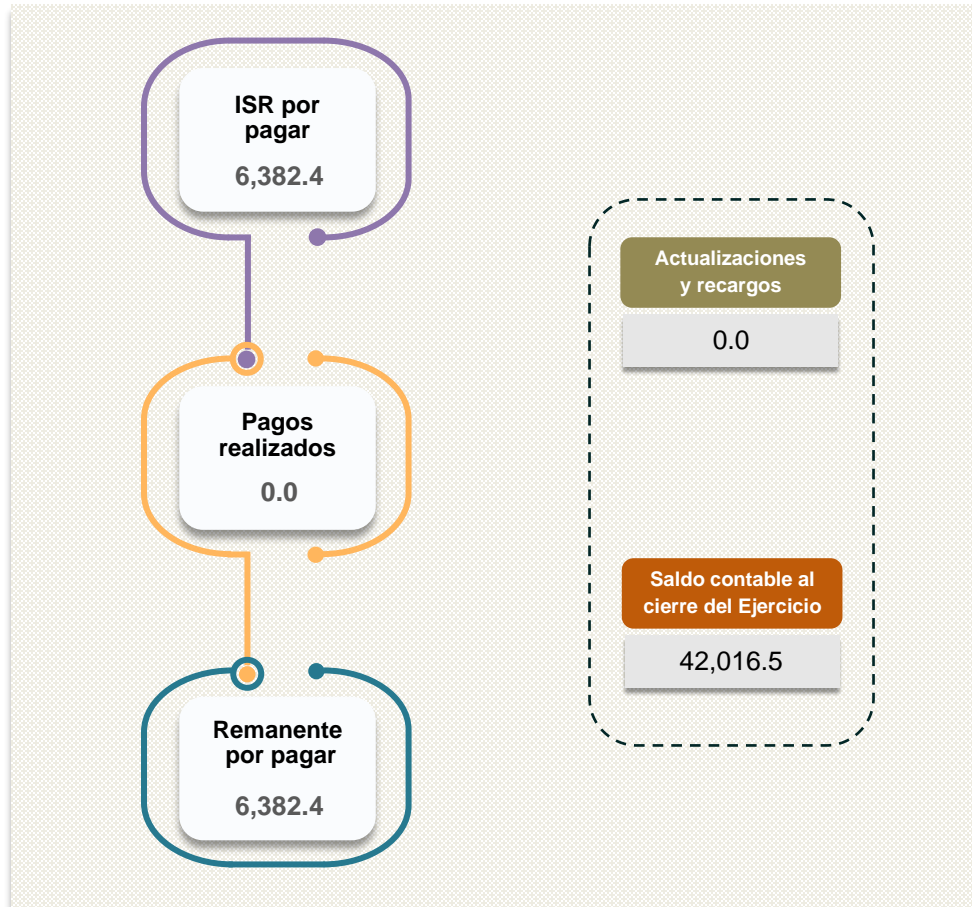 ISR por
pagar
6,382.4
Pagos
realizados
0.0
Remanente
por pagar
6,382.4
Actualizaciones
y recargos
0.0
Saldo contable al
cierre del Ejercicio
42,016.5